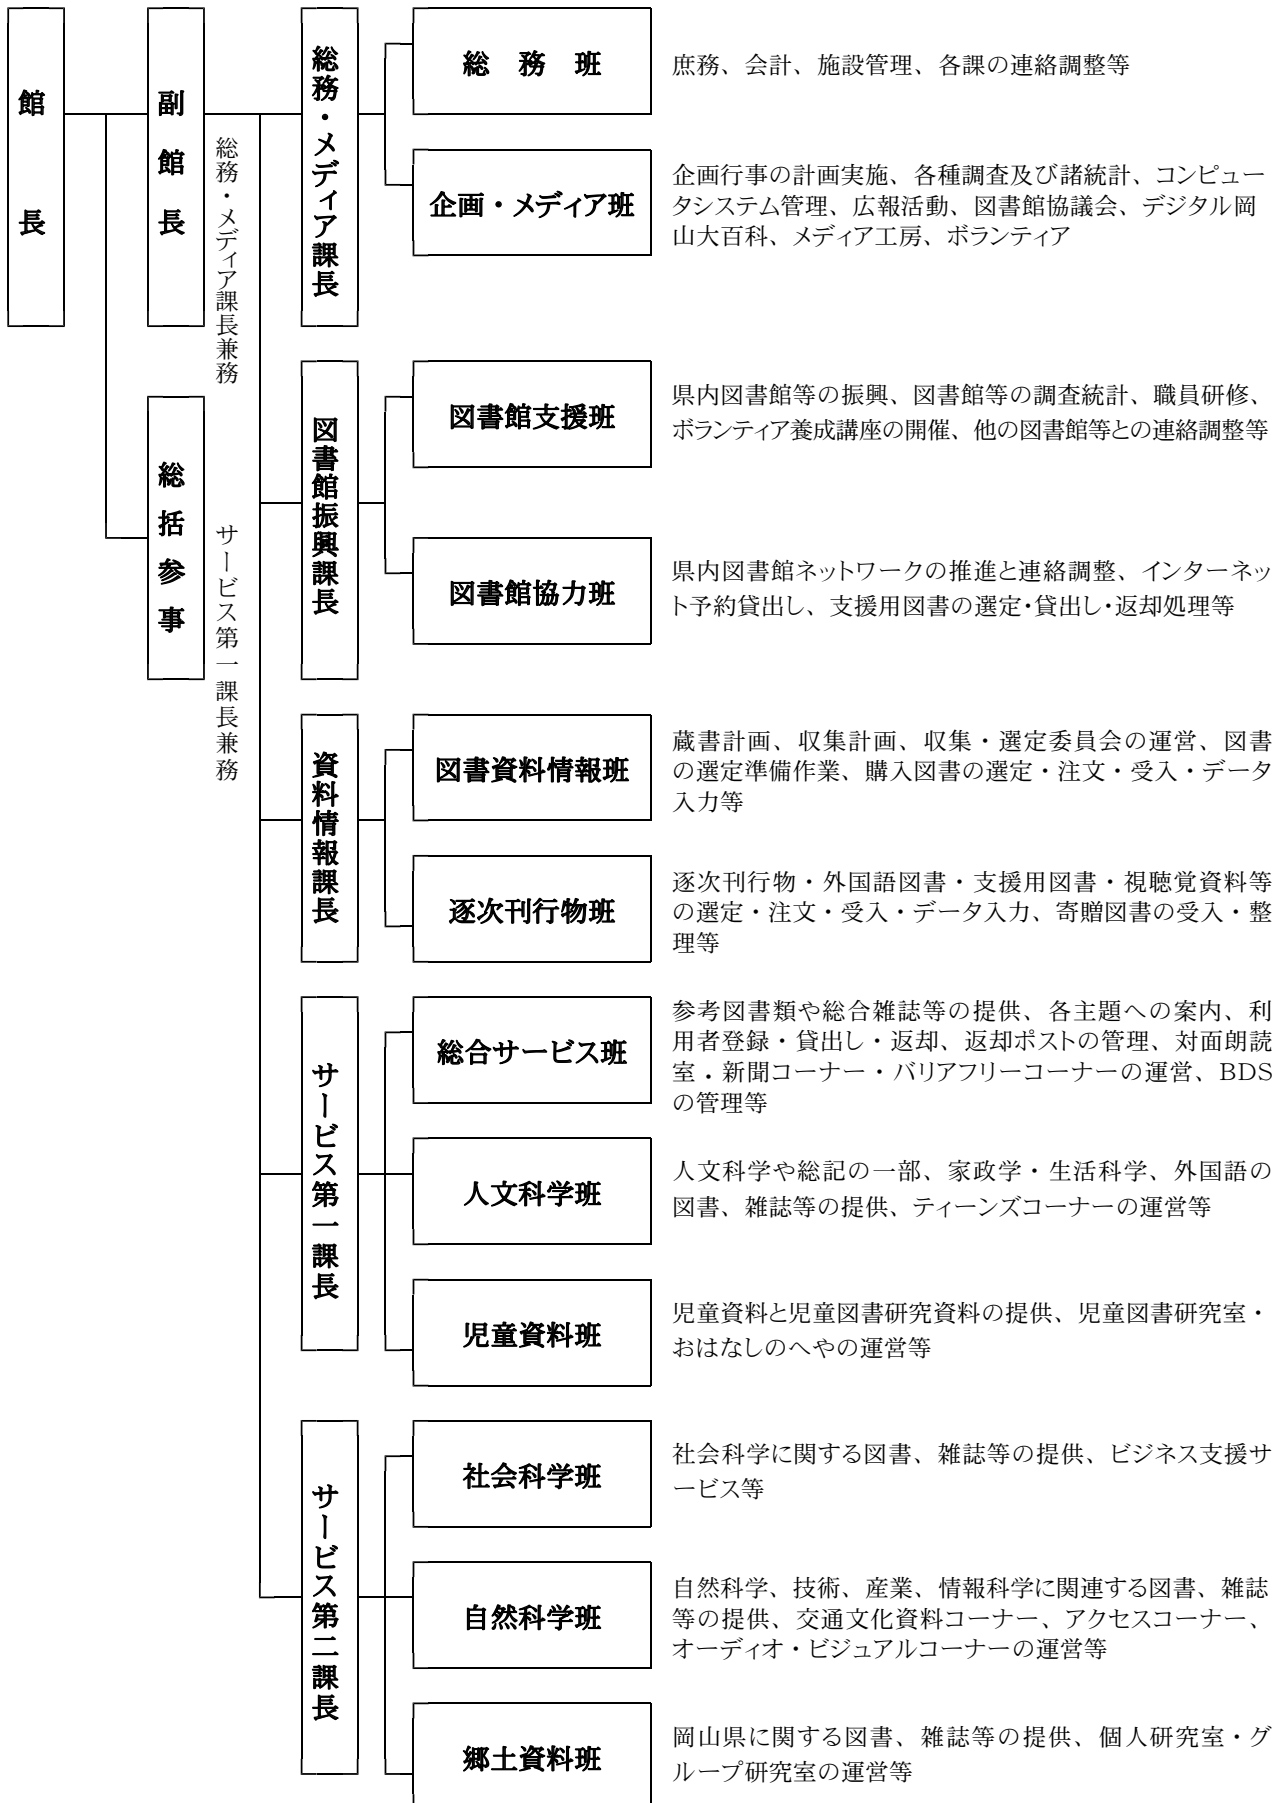 館長
副館長
総務・メディア課長兼務
総括参事
サービス第一課長兼務
総務・メディア課長
総務班
庶務、会計、施設管理、各課の連絡調整等
企画・メディア班
企画行事の計画実施、各種調査及び諸統計、コンピュー
タシステム管理、広報活動、図書館協議会、デジタル岡
山大百科、メディア工房、ボランティア
図書館振興課長
図書館支援班
県内図書館等の振興、図書館等の調査統計、職員研修、
ボランティア養成講座の開催、他の図書館等との連絡調整等
図書館協力班
県内図書館ネットワークの推進と連絡調整、インターネッ
ト予約貸出し、支援用図書の選定・貸出し・返却処理等
資料情報課長
図書資料情報班
蔵書計画、収集計画、収集・選定委員会の運営、図書
の選定準備作業、購入図書の選定・注文・受入・データ
入力等
逐次刊行物班
逐次刊行物・外国語図書・支援用図書・視聴覚資料等
の選定・注文・受入・データ入力、寄贈図書の受入・整
理等
サービス第一課長
総合サービス班
参考図書類や総合雑誌等の提供、各主題への案内、利
用者登録・貸出し・返却、返却ポストの管理、対面朗読
室．新聞コーナー・バリアフリーコーナーの運営、BDS
の管理等
人文科学班
人文科学や総記の一部、家政学・生活科学、外国語の
図書、雑誌等の提供、ティーンズコーナーの運営等
児童資料班
児童資料と児童図書研究資料の提供、児童図書研究室・
おはなしのへやの運営等
サービス第二課長
社会科学班
社会科学に関する図書、雑誌等の提供、ビジネス支援サ
ービス等
自然科学班
自然科学、技術、産業、情報科学に関連する図書、雑誌
等の提供、交通文化資料コーナー、アクセスコーナー、
オーディオ・ビジュアルコーナーの運営等
郷土資料班
岡山県に関する図書、雑誌等の提供、個人研究室・グ
ループ研究室の運営等